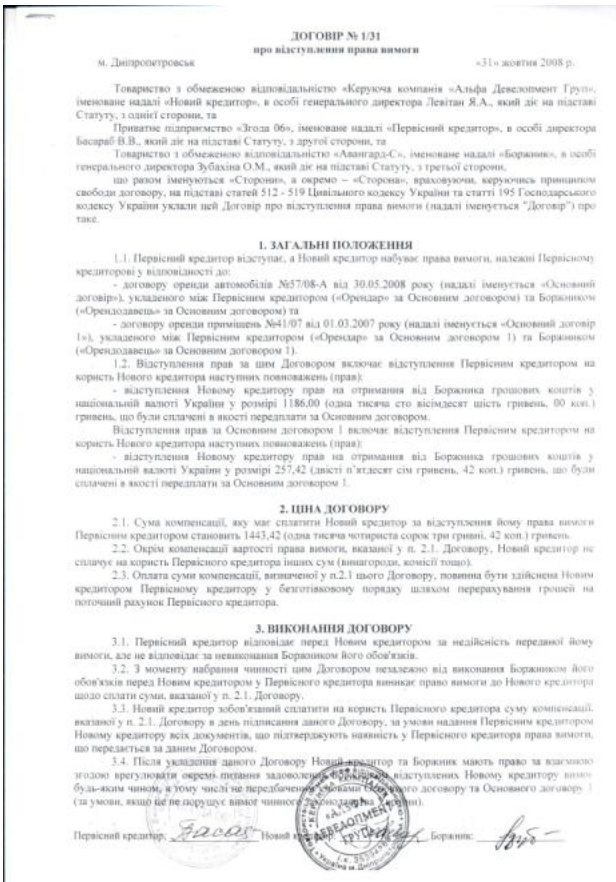 ДОГОВІР № 1/31
про відступлення права вимоги
м. Дніпропетровськ «31» жовтня 2008 р.
Товариство з обмеженою відповідальністю «Керуюча компанія «Альфа Девелопмент Груп»,
іменоване надалі «Новий кредитор», в особі генерального директора Левітан Я.А., який діє на підставі
Статуту, з однієї сторони, та
Приватне підприємство «Згода 06», іменоване надалі «Первісний кредитор», в особі директора
Басараб В.В., який діє на підставі Статуту, з другої сторони, та
Товариство з обмеженою відповідальністю «Авангард-С», іменоване надалі «Боржник», в особі
генерального директора Зубахіна О.М., який діє на підставі Статуту, з третьої сторони,
що разом іменуються «Сторони», а окремо – «Сторона», враховуючи, керуючись принципом
свободи договору, на підставі статей 512 - 519 Цивільного кодексу України та статті 195 Господарського
кодексу України уклали цей Договір про відступлення права вимоги (надалі іменується "Договір") про
таке.
1. ЗАГАЛЬНІ ПОЛОЖЕННЯ
1.1. Первісний кредитор відступає, а Новий кредитор набуває права вимоги, належні Первісному
кредиторові у відповідності до:
- договору оренди автомобілів №57/08-А від 30.05.2008 року (надалі іменується «Основний
договір»), укладеного між Первісним кредитором («Орендар» за Основним договором) та Боржником
(«Орендодавець» за Основним договором) та
- договору оренди приміщень №41/07 від 01.03.2007 року (надалі іменується «Основний договір
1»), укладеного між Первісним кредитором («Орендар» за Основним договором 1) та Боржником
(«Орендодавець» за Основним договором 1).
1.2. Відступлення прав за цим Договором включає відступлення Первісним кредитором на
користь Нового кредитора наступних повноважень (прав):
- відступлення Новому кредитору прав на отримання від Боржника грошових коштів у
національній валюті України у розмірі 1186,00 (одна тисяча сто вісімдесят шість гривень, 00 коп.)
гривень, що були сплачені в якості передплати за Основним договором.
Відступлення прав за Основним договором 1 включає відступлення Первісним кредитором на
користь Нового кредитора наступних повноважень (прав):
- відступлення Новому кредитору прав на отримання від Боржника грошових коштів у
національній валюті України у розмірі 257,42 (двісті п'ятдесят сім гривень, 42 коп.) гривень, що були
сплачені в якості передплати за Основним договором 1.
2. ЦІНА ДОГОВОРУ
2.1. Сума компенсації, яку має сплатити Новий кредитор за відступлення йому права вимоги
Первісним кредитором становить 1443,42 (одна тисяча чотириста сорок три гривні, 42 коп.) гривень.
2.2. Окрім компенсації вартості права вимоги, вказаної у п. 2.1. Договору, Новий кредитор не
сплачує на користь Первісного кредитора інших сум (винагороди, комісії тощо).
2.3. Оплата суми компенсації, визначеної у п.2.1 цього Договору, повинна бути здійснена Новим
кредитором Первісному кредитору у безготівковому порядку шляхом перерахування грошей на
поточний рахунок Первісного кредитора.
3. ВИКОНАННЯ ДОГОВОРУ
3.1. Первісний кредитор відповідає перед Новим кредитором за недійсність переданої йому
вимоги, але не відповідає за невиконання Боржником його обов'язків.
3.2. З моменту набрання чинності цим Договором незалежно від виконання Боржником його
обов'язків перед Новим кредитором у Первісного кредитора виникає право вимоги до Нового кредитора
щодо сплати суми, вказаної у п. 2.1. Договору.
3.3. Новий кредитор зобов'язаний сплатити на користь Первісного кредитора суму компенсації,
вказаної у п. 2.1. Договору в день підписання даного Договору, за умови надання Первісним кредитором
Новому кредитору всіх документів, що підтверджують наявність у Первісного кредитора права вимоги,
що передається за даним Договором.
3.4. Після укладення даного Договору Новий кредитор та Боржник мають право за взаємною
згодою врегулювати окремі питання задоволення відступлених Новому кредитору вимог
будь-яким чином, в тому числі не передбаченим умовами Основного договору та Основного договору 1
(за умови, якщо це не порушує вимог чинного законодавства України).
Первісний кредитор: Новий кредитор: Боржник:
«АЛЬФА
ДЕВЕЛОПМЕНТ
ГРУП»